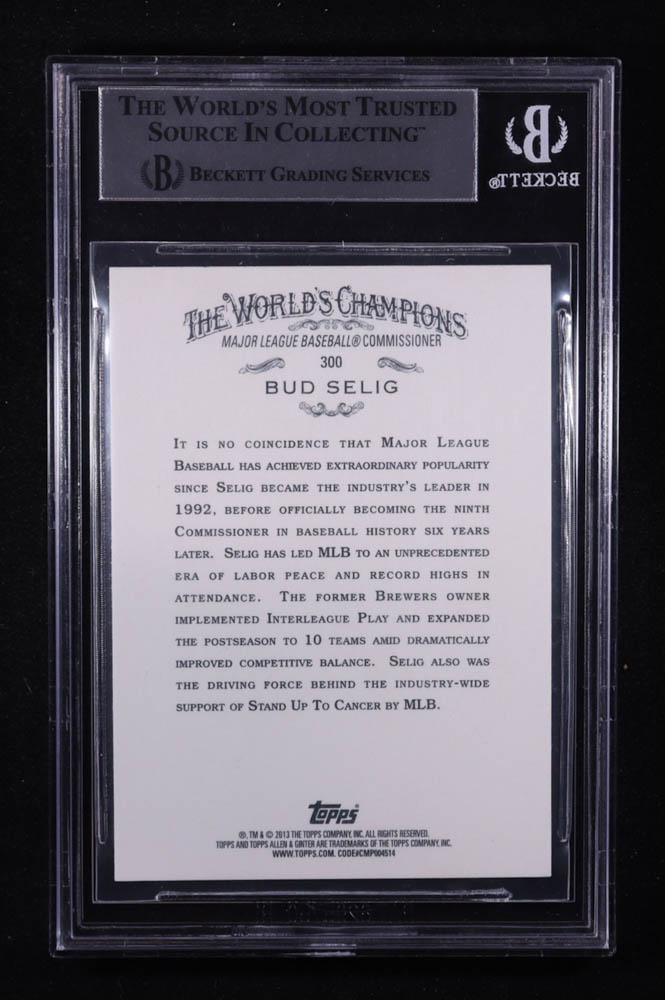 THE WORLD'S MOST TRUSTED
SOURCE IN COLLECTING™
B BECKETT GRADING SERVICES
B
BECKETT®
THE WORLD'S CHAMPIONS
MAJOR LEAGUE BASEBALL® COMMISSIONER
300
BUD SELIG
IT IS NO COINCIDENCE THAT MAJOR LEAGUE
BASEBALL HAS ACHIEVED EXTRAORDINARY POPULARITY
SINCE SELIG BECAME THE INDUSTRY'S LEADER IN
1992, BEFORE OFFICIALLY BECOMING THE NINTH
COMMISSIONER IN BASEBALL HISTORY SIX YEARS
LATER. SELIG HAS LED MLB TO AN UNPRECEDENTED
ERA OF LABOR PEACE AND RECORD HIGHS IN
ATTENDANCE. THE FORMER BREWERS OWNER
IMPLEMENTED INTERLEAGUE PLAY AND EXPANDED
THE POSTSEASON TO 10 TEAMS AMID DRAMATICALLY
IMPROVED COMPETITIVE BALANCE. SELIG ALSO WAS
THE DRIVING FORCE BEHIND THE INDUSTRY-WIDE
SUPPORT OF STAND UP TO CANCER BY MLB.
TOPPS®
®, TM & © 2013 THE TOPPS COMPANY, INC. ALL RIGHTS RESERVED.
TOPPS AND TOPPS ALLEN & GINTER ARE TRADEMARKS OF THE TOPPS COMPANY, INC.
WWW.TOPPS.COM. CODE#CMP004514